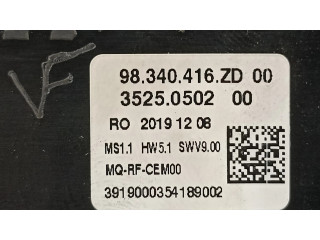 VF
98.340.416.ZD 00
3525.0502 00
RO 2019 12 08
MS1.1 HW5.1 SWV9.00
MQ-RF-CEM00
3919000354189002